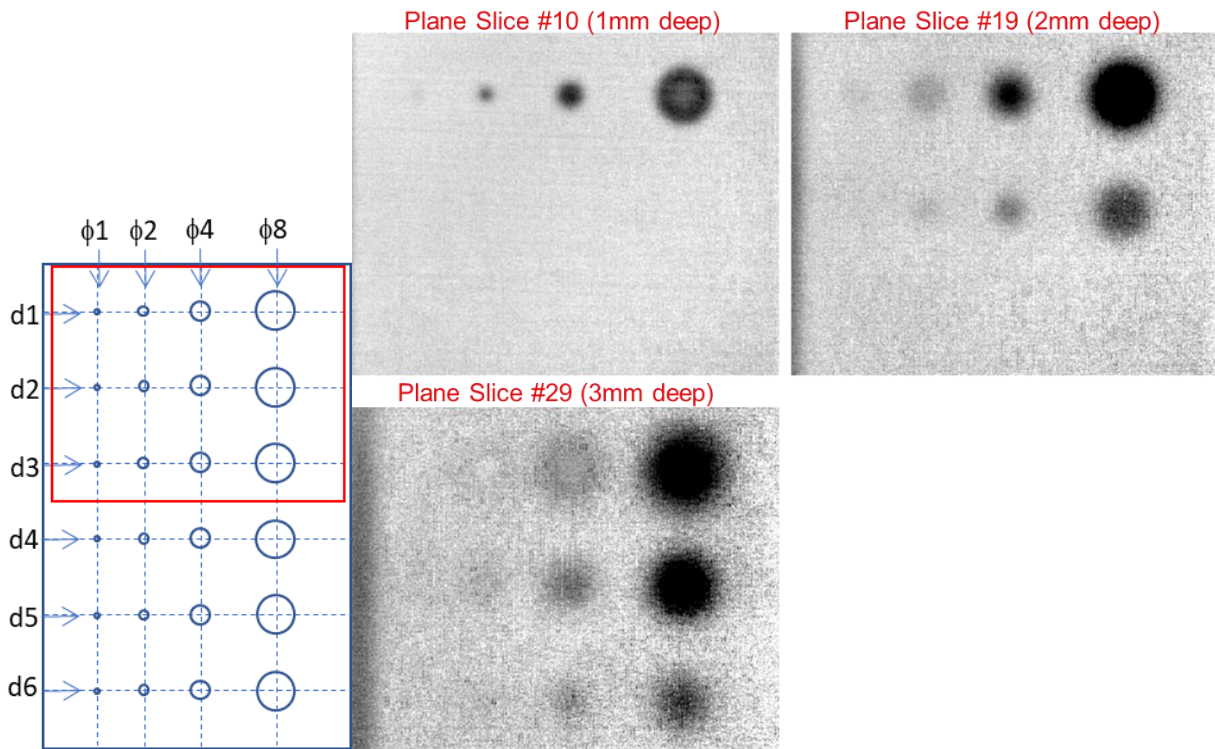 Plane Slice #10 (1mm deep)
Plane Slice #19 (2mm deep)
Plane Slice #29 (3mm deep)
ϕ1 ϕ2 ϕ4 ϕ8
d1
d2
d3
d4
d5
d6